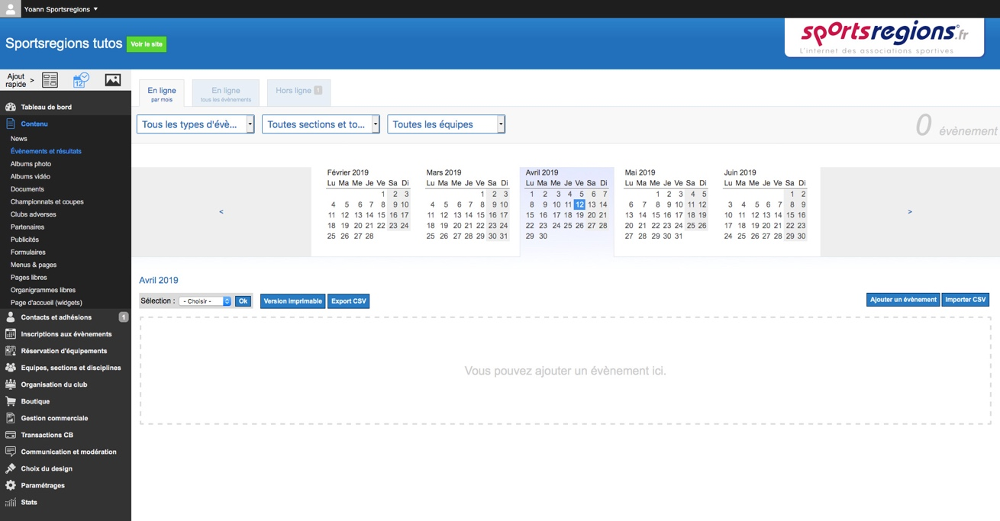 Yoann Sportsregions
Sportsregions tutos
Voir le site
sportsregions.fr
L'internet des associations sportives
Ajout rapide >
12
Tableau de bord
Contenu
News
Évènements et résultats
Albums photo
Albums vidéo
Documents
Championnats et coupes
Clubs adverses
Partenaires
Publicités
Formulaires
Menus & pages
Pages libres
Organigrammes libres
Page d'accueil (widgets)
Contacts et adhésions 1
Inscriptions aux évènements
Réservation d'équipements
Equipes, sections et disciplines
Organisation du club
Boutique
Gestion commerciale
Transactions CB
Communication et modération
Choix du design
Paramétrages
Stats
En ligne
par mois
En ligne
tous les évènements
Hors ligne 1
Tous les types d'évè...
Toutes sections et to...
Toutes les équipes
0 évènement
<
Février 2019
Lu Ma Me Je Ve Sa Di
1 2 3
4 5 6 7 8 9 10
11 12 13 14 15 16 17
18 19 20 21 22 23 24
25 26 27 28
Mars 2019
Lu Ma Me Je Ve Sa Di
1 2 3
4 5 6 7 8 9 10
11 12 13 14 15 16 17
18 19 20 21 22 23 24
25 26 27 28 29 30 31
Avril 2019
Lu Ma Me Je Ve Sa Di
1 2 3 4 5 6 7
8 9 10 11 12 13 14
15 16 17 18 19 20 21
22 23 24 25 26 27 28
29 30
Mai 2019
Lu Ma Me Je Ve Sa Di
1 2 3 4 5
6 7 8 9 10 11 12
13 14 15 16 17 18 19
20 21 22 23 24 25 26
27 28 29 30 31
Juin 2019
Lu Ma Me Je Ve Sa Di
1 2
3 4 5 6 7 8 9
10 11 12 13 14 15 16
17 18 19 20 21 22 23
24 25 26 27 28 29 30
>
Avril 2019
Sélection : - Choisir - Ok Version imprimable Export CSV
Ajouter un évènement Importer CSV
Vous pouvez ajouter un évènement ici.